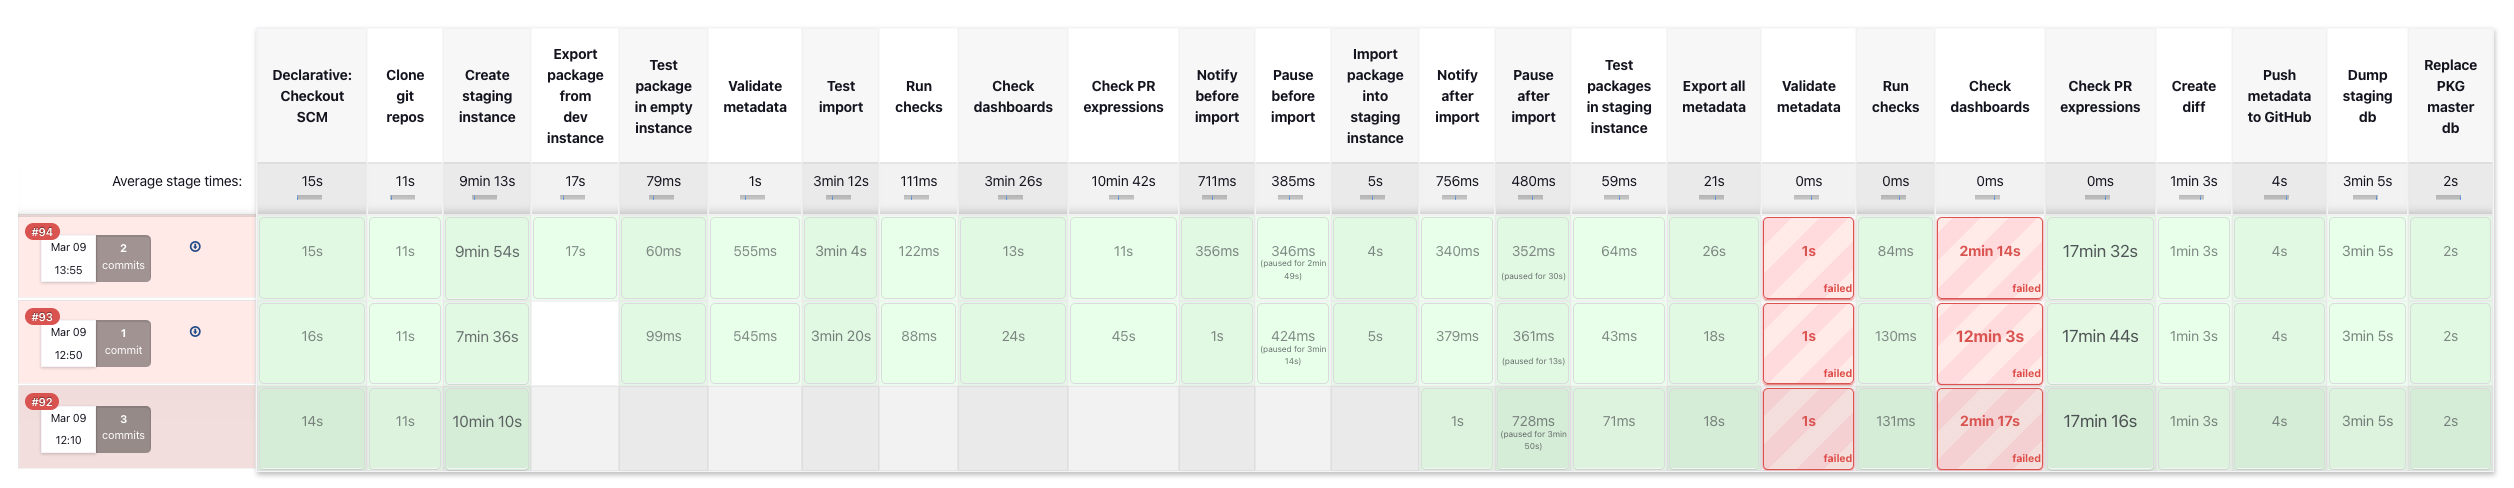 Declarative: Checkout SCM
Clone git repos
Create staging instance
Export package from dev instance
Test package in empty instance
Validate metadata
Test import
Run checks
Check dashboards
Check PR expressions
Notify before import
Pause before import
Import package into staging instance
Notify after import
Pause after import
Test packages in staging instance
Export all metadata
Validate metadata
Run checks
Check dashboards
Check PR expressions
Create diff
Push metadata to GitHub
Dump staging db
Replace PKG master db
Average stage times: 15s 11s 9min 13s 17s 79ms 1s 3min 12s 111ms 3min 26s 10min 42s 711ms 385ms 5s 756ms 480ms 59ms 21s 0ms 0ms 0ms 0ms 1min 3s 4s 3min 5s 2s
#94
Mar 09
13:55
2
commits
15s 11s 9min 54s 17s 60ms 555ms 3min 4s 122ms 13s 11s 356ms 346ms
(paused for 2min 49s)
4s 340ms 352ms
(paused for 30s)
64ms 26s 1s
failed
84ms 2min 14s
failed
17min 32s 1min 3s 4s 3min 5s 2s
#93
Mar 09
12:50
1
commit
16s 11s 7min 36s 99ms 545ms 3min 20s 88ms 24s 45s 1s 424ms
(paused for 3min 14s)
5s 379ms 361ms
(paused for 13s)
43ms 18s 1s
failed
130ms 12min 3s
failed
17min 44s 1min 3s 4s 3min 5s 2s
#92
Mar 09
12:10
3
commits
14s 11s 10min 10s 1s 728ms
(paused for 3min 50s)
71ms 18s 1s
failed
131ms 2min 17s
failed
17min 16s 1min 3s 4s 3min 5s 2s